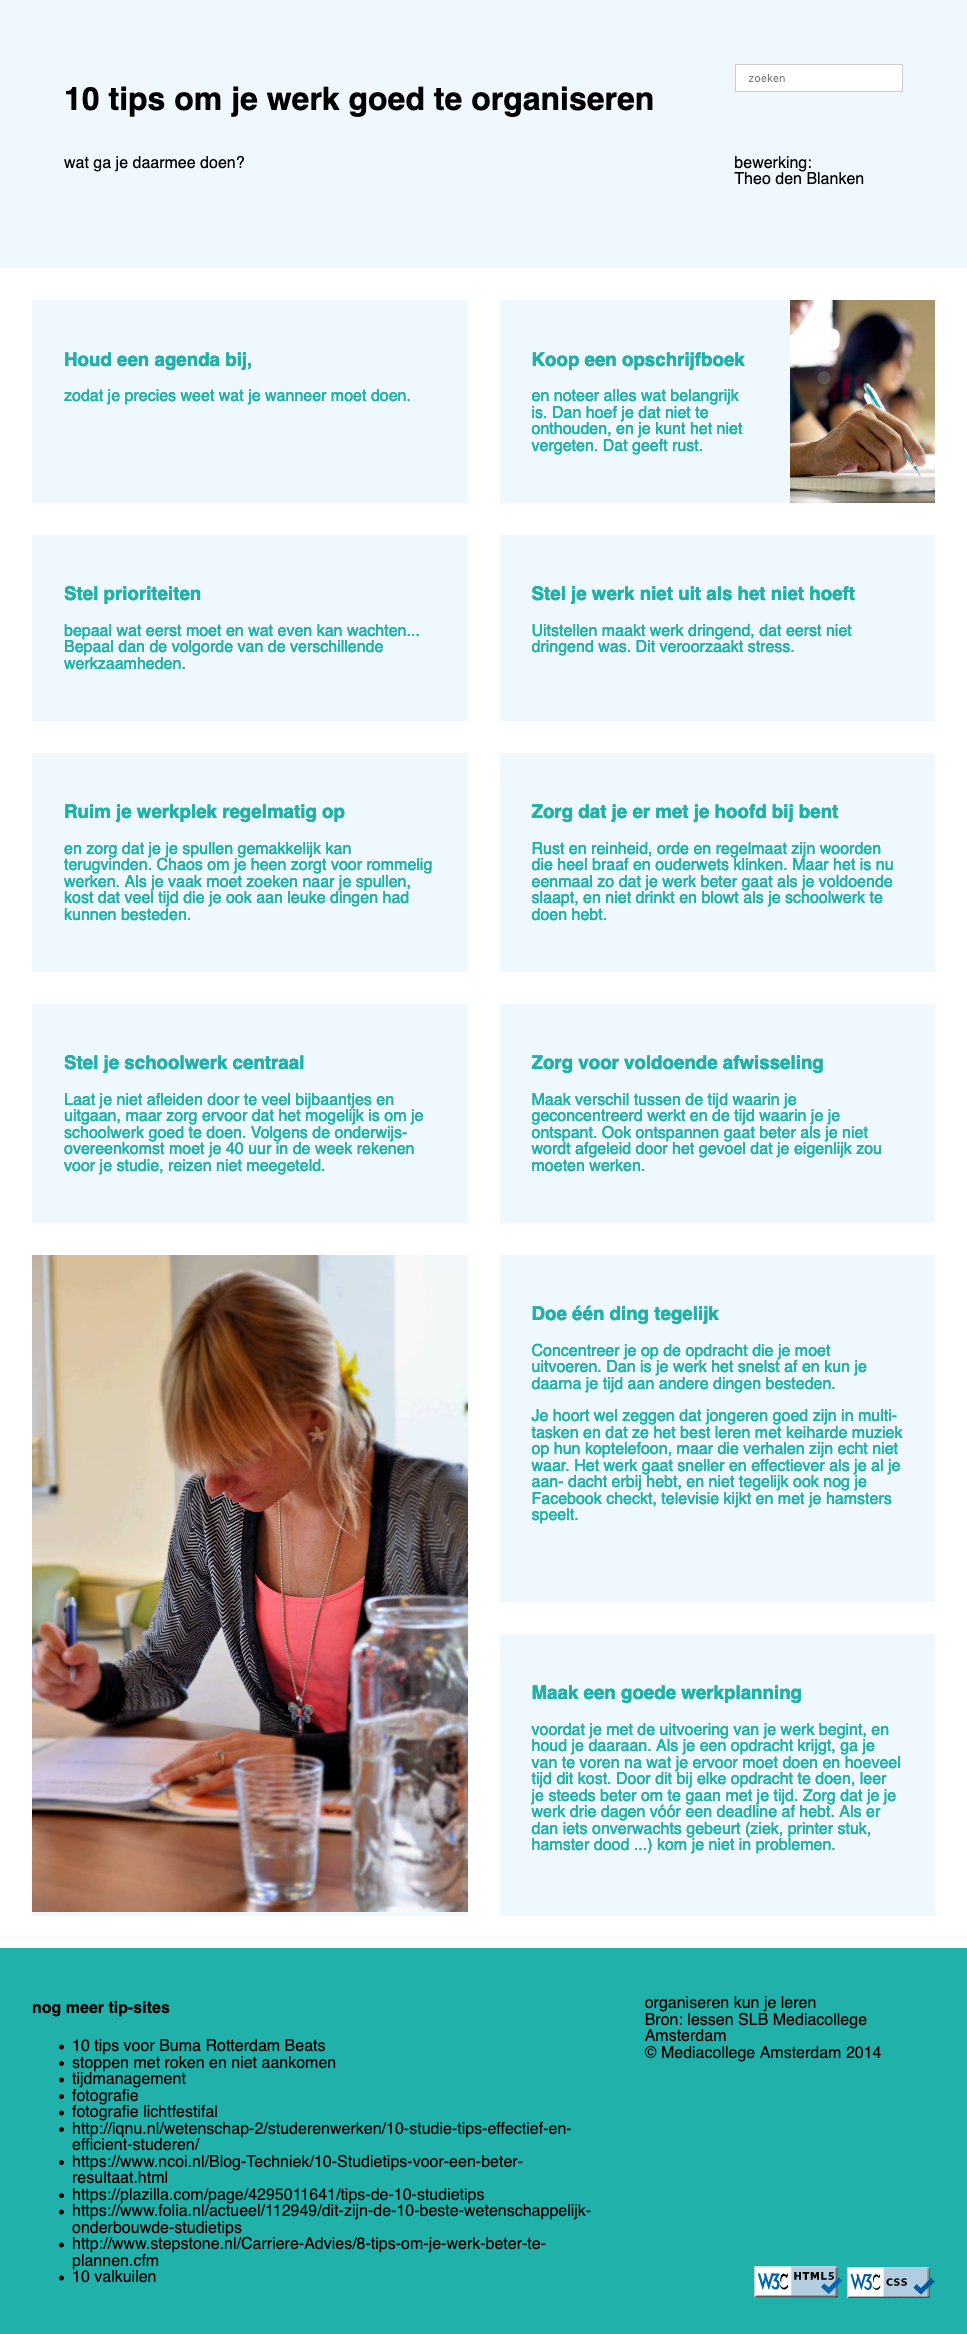 10 tips om je werk goed te organiseren
zoeken
wat ga je daarmee doen?
bewerking:
Theo den Blanken
Houd een agenda bij,
zodat je precies weet wat je wanneer moet doen.
Koop een opschrijfboek
en noteer alles wat belangrijk
is. Dan hoef je dat niet te
onthouden, en je kunt het niet
vergeten. Dat geeft rust.
Stel prioriteiten
bepaal wat eerst moet en wat even kan wachten...
Bepaal dan de volgorde van de verschillende
werkzaamheden.
Stel je werk niet uit als het niet hoeft
Uitstellen maakt werk dringend, dat eerst niet
dringend was. Dit veroorzaakt stress.
Ruim je werkplek regelmatig op
en zorg dat je je spullen gemakkelijk kan
terugvinden. Chaos om je heen zorgt voor rommelig
werken. Als je vaak moet zoeken naar je spullen,
kost dat veel tijd die je ook aan leuke dingen had
kunnen besteden.
Zorg dat je er met je hoofd bij bent
Rust en reinheid, orde en regelmaat zijn woorden
die heel braaf en ouderwets klinken. Maar het is nu
eenmaal zo dat je werk beter gaat als je voldoende
slaapt, en niet drinkt en blowt als je schoolwerk te
doen hebt.
Stel je schoolwerk centraal
Laat je niet afleiden door te veel bijbaantjes en
uitgaan, maar zorg ervoor dat het mogelijk is om je
schoolwerk goed te doen. Volgens de onderwijs-
overeenkomst moet je 40 uur in de week rekenen
voor je studie, reizen niet meegeteld.
Zorg voor voldoende afwisseling
Maak verschil tussen de tijd waarin je
geconcentreerd werkt en de tijd waarin je je
ontspant. Ook ontspannen gaat beter als je niet
wordt afgeleid door het gevoel dat je eigenlijk zou
moeten werken.
Doe één ding tegelijk
Concentreer je op de opdracht die je moet
uitvoeren. Dan is je werk het snelst af en kun je
daarna je tijd aan andere dingen besteden.
Je hoort wel zeggen dat jongeren goed zijn in multi-
tasken en dat ze het best leren met keiharde muziek
op hun koptelefoon, maar die verhalen zijn echt niet
waar. Het werk gaat sneller en effectiever als je al je
aan- dacht erbij hebt, en niet tegelijk ook nog je
Facebook checkt, televisie kijkt en met je hamsters
speelt.
Maak een goede werkplanning
voordat je met de uitvoering van je werk begint, en
houd je daaraan. Als je een opdracht krijgt, ga je
van te voren na wat je ervoor moet doen en hoeveel
tijd dit kost. Door dit bij elke opdracht te doen, leer
je steeds beter om te gaan met je tijd. Zorg dat je je
werk drie dagen vóór een deadline af hebt. Als er
dan iets onverwachts gebeurt (ziek, printer stuk,
hamster dood ...) kom je niet in problemen.
nog meer tip-sites
10 tips voor Buma Rotterdam Beats
stoppen met roken en niet aankomen
tijdmanagement
fotografie
fotografie lichtfestifal
http://iqnu.nl/wetenschap-2/studerenwerken/10-studie-tips-effectief-en-
efficient-studeren/
https://www.ncoi.nl/Blog-Techniek/10-Studietips-voor-een-beter-
resultaat.html
https://plazilla.com/page/4295011641/tips-de-10-studietips
https://www.folia.nl/actueel/112949/dit-zijn-de-10-beste-wetenschappelijk-
onderbouwde-studietips
http://www.stepstone.nl/Carriere-Advies/8-tips-om-je-werk-beter-te-
plannen.cfm
10 valkuilen
organiseren kun je leren
Bron: lessen SLB Mediacollege
Amsterdam
© Mediacollege Amsterdam 2014
W3C HTML5
W3C CSS